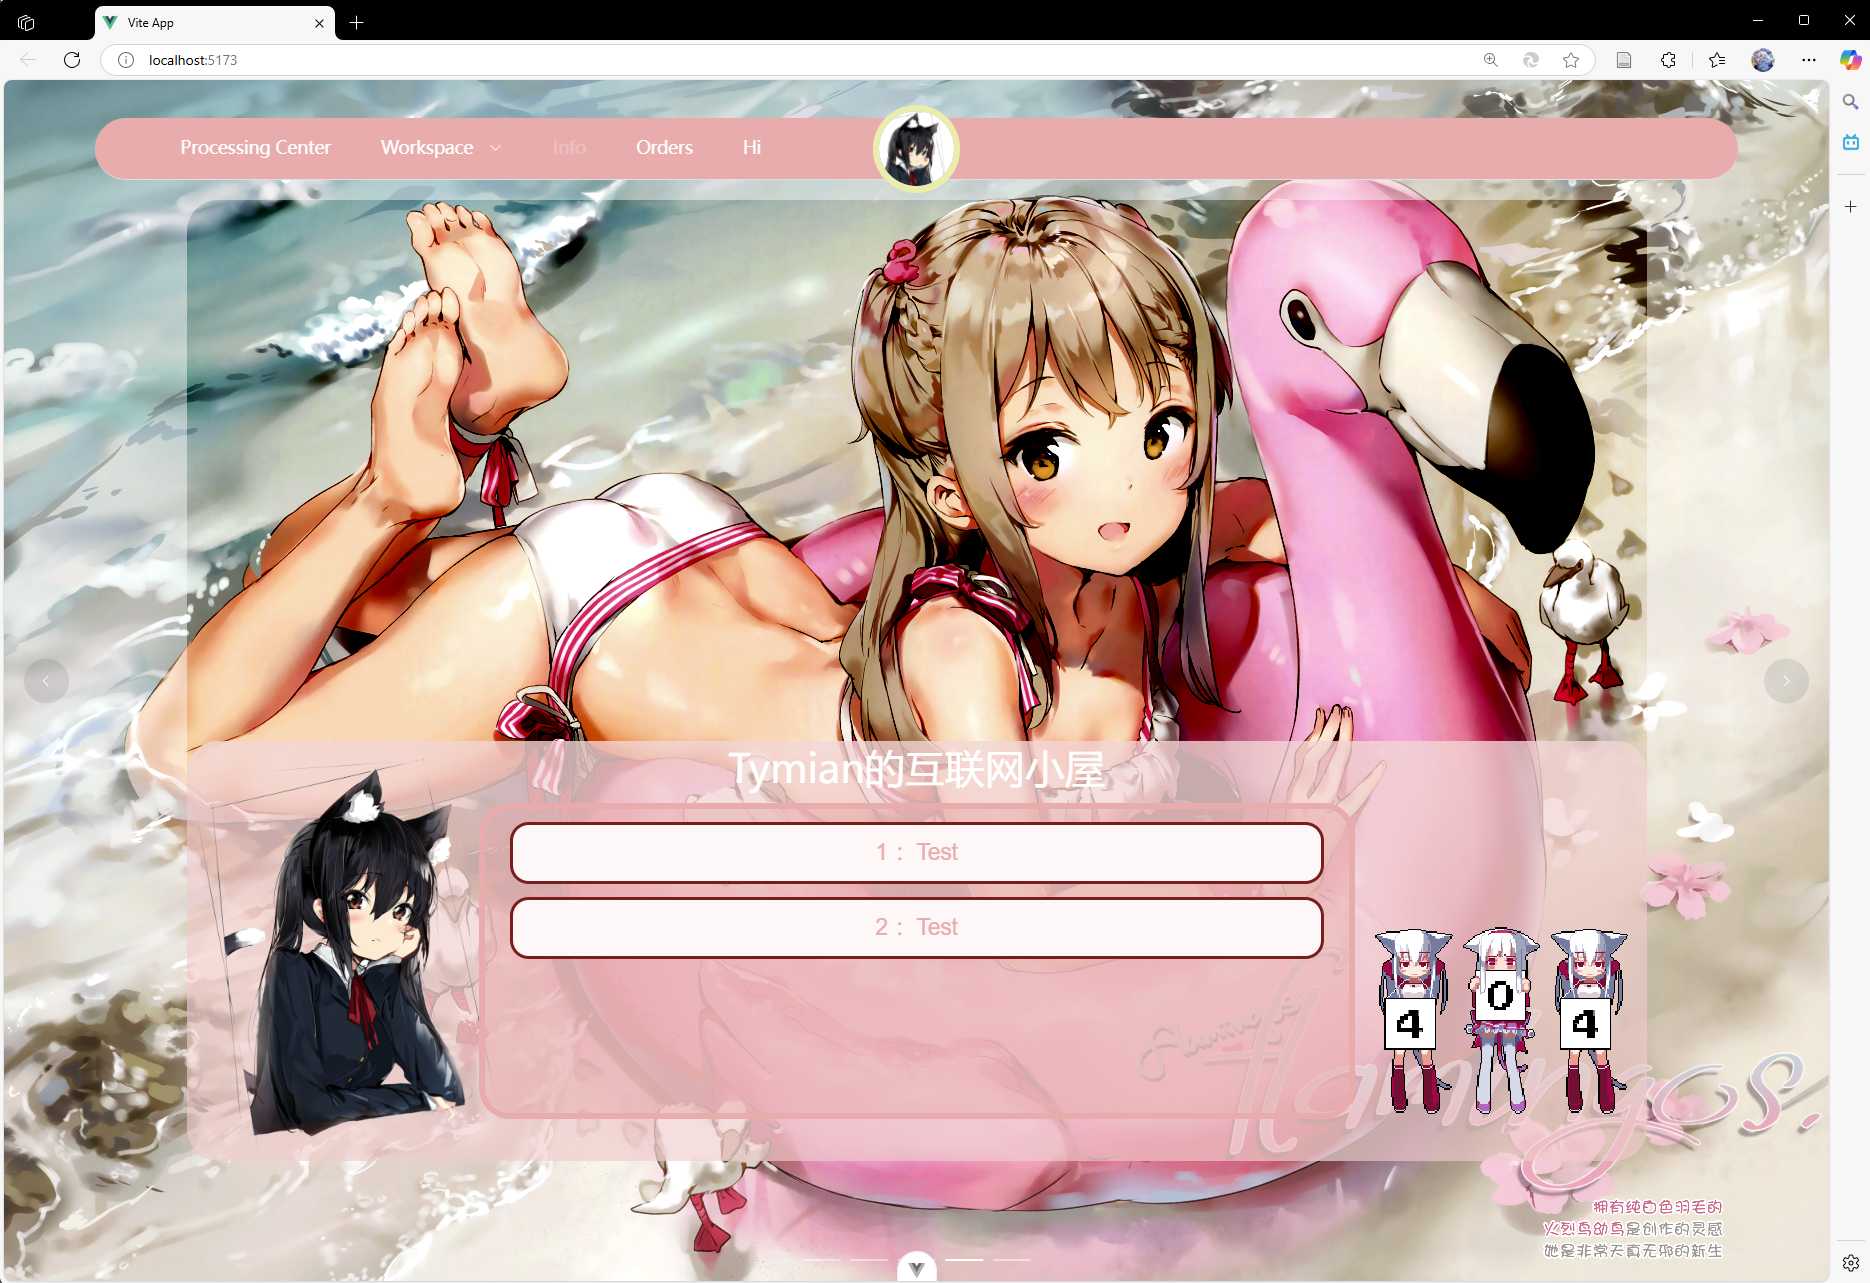 Vite App
localhost:5173
Processing Center
Workspace
Info
Orders
Hi
Tymian的互联网小屋
1： Test
2： Test
4
0
4
Flamingos
flamingos.
拥有纯白色羽毛的
火烈鸟幼鸟是创作的灵感
她是非常天真无邪的新生